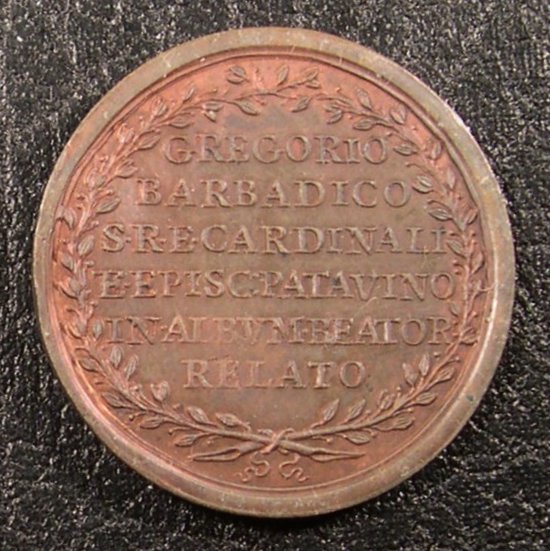 GREGORIO
BARBADICO
S·R·E·CARDINALI
E·EPISC·PATAVINO
IN·ALBVM·BEATOR
RELATO